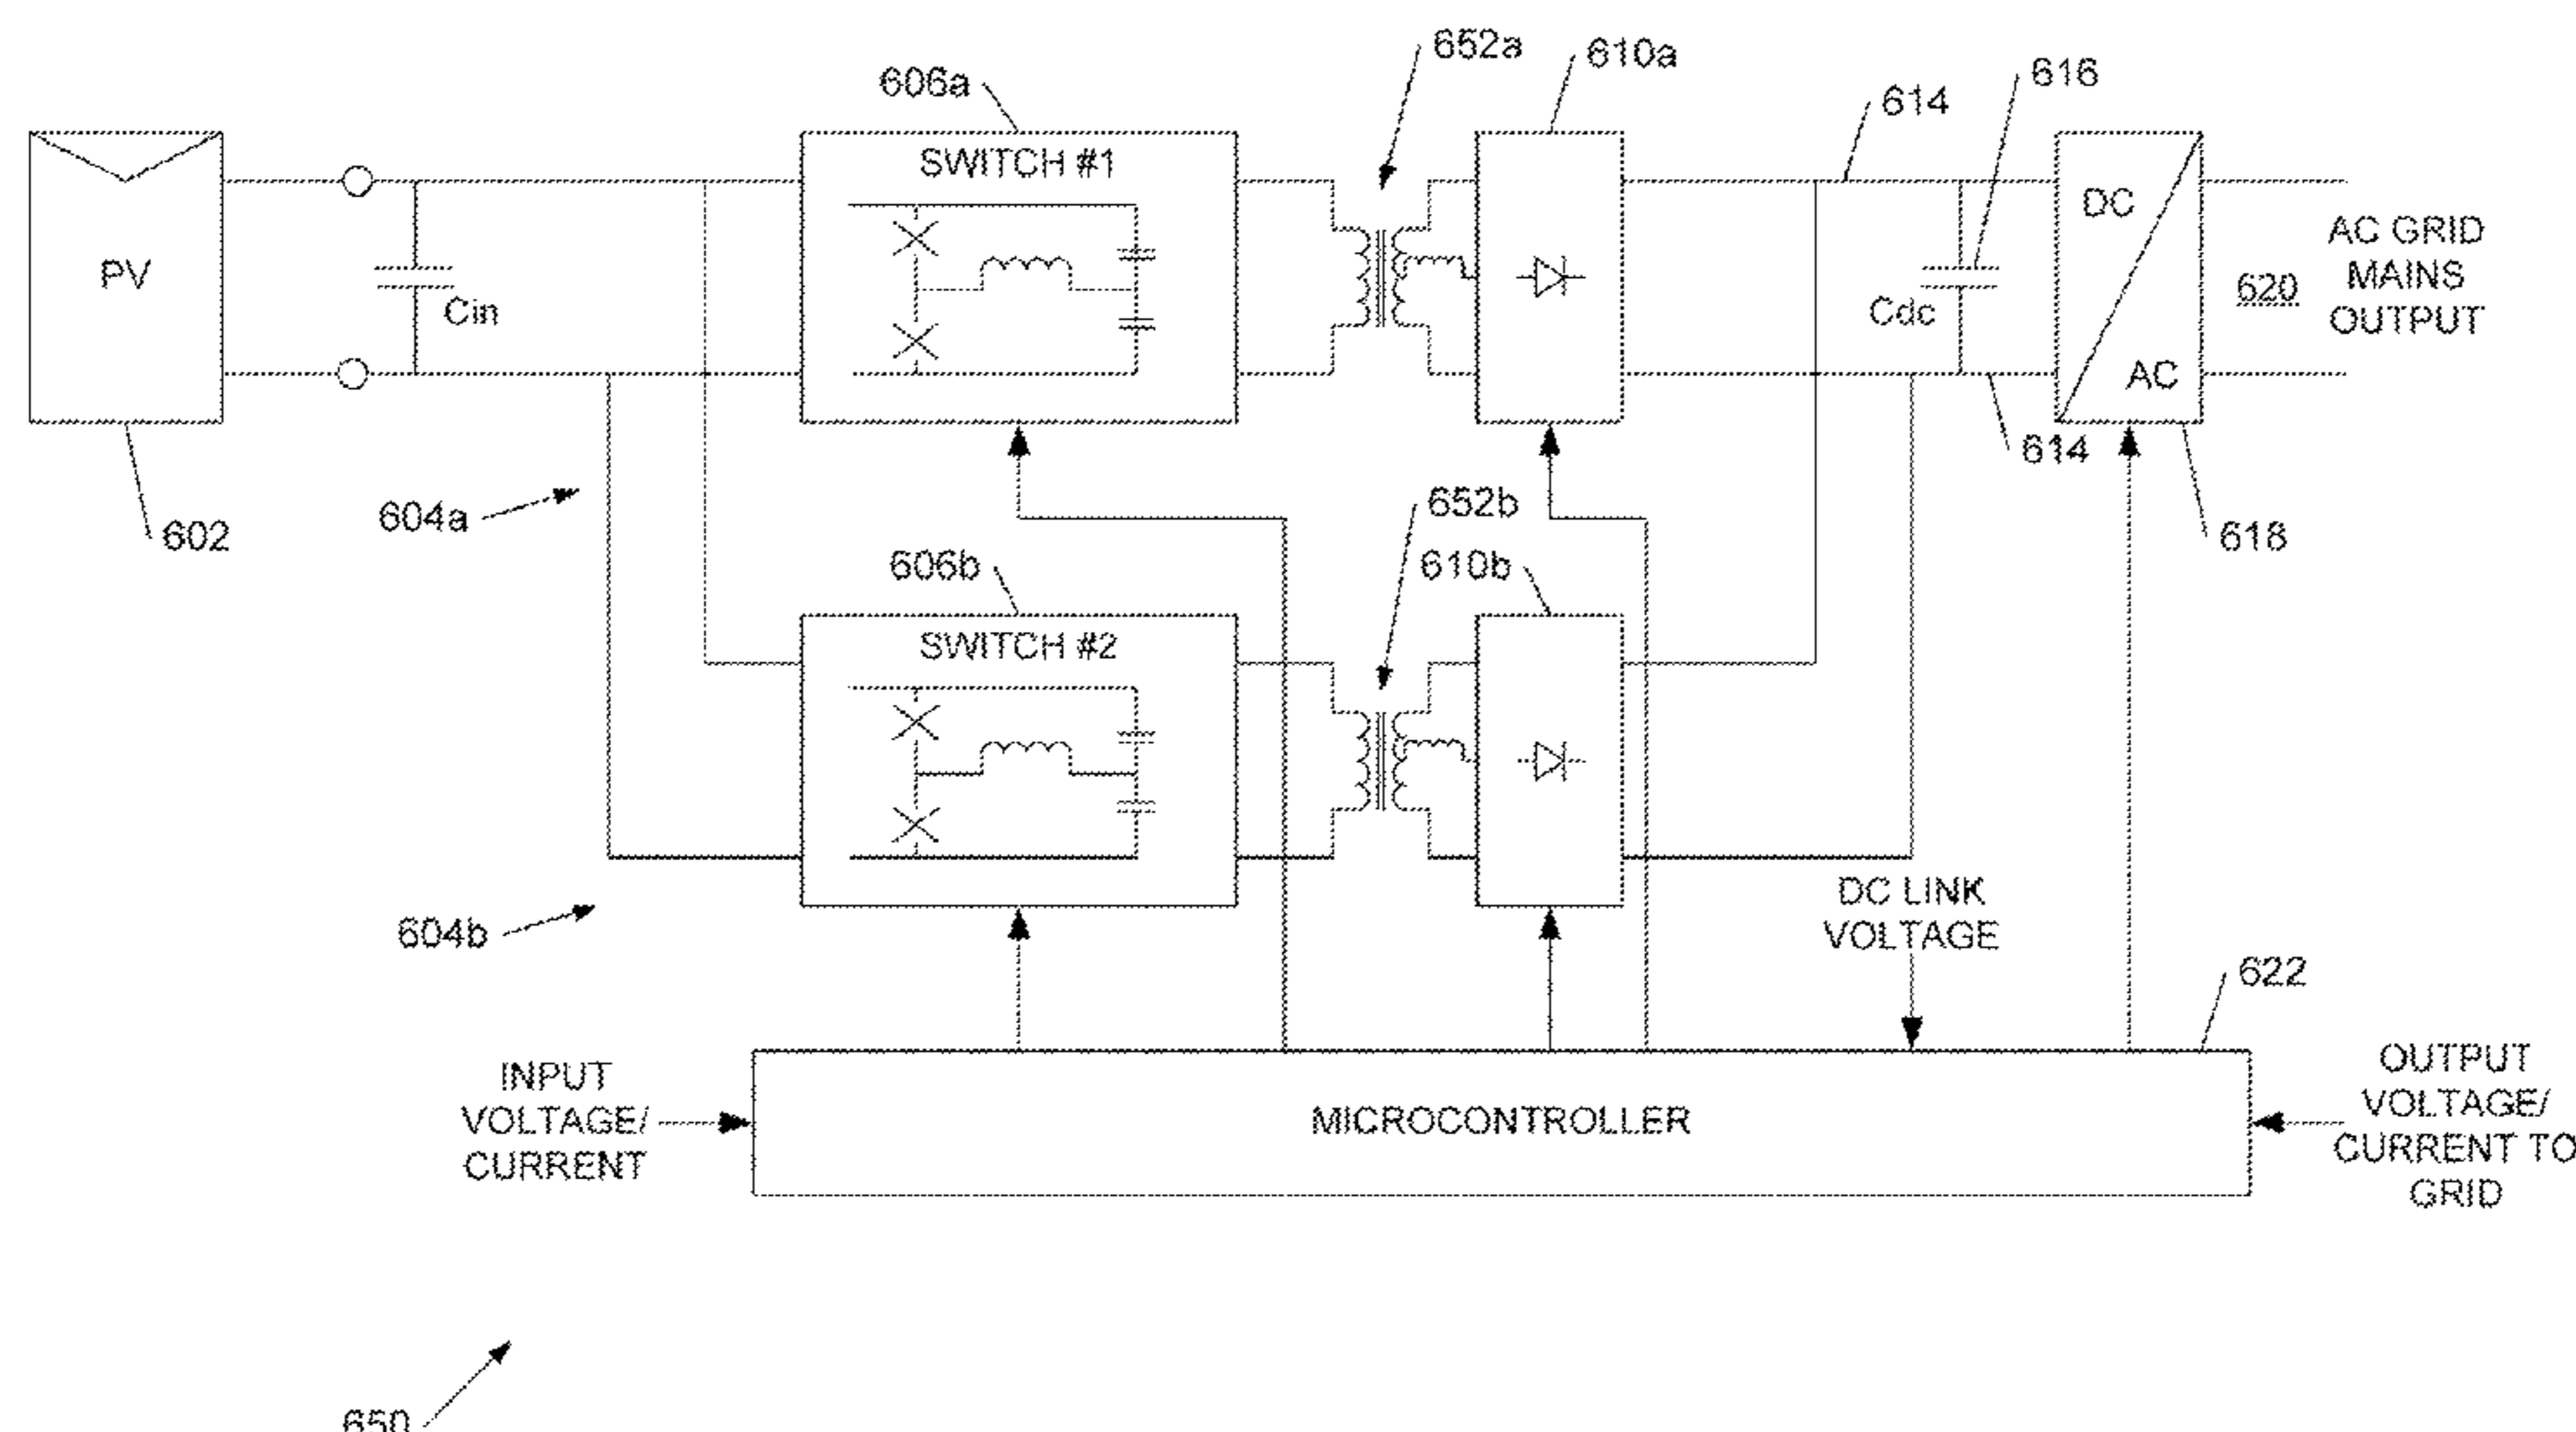 652a
610a
616
606a
614
SWITCH #1
DC
AC GRID
MAINS
OUTPUT
PV
620
Cin
Cdc
AC
614
652b
604a
602
618
606b
610b
SWITCH #2
DC LINK
VOLTAGE
604b
622
INPUT
VOLTAGE/
CURRENT
MICROCONTROLLER
OUTPUT
VOLTAGE/
CURRENT TO
GRID
650